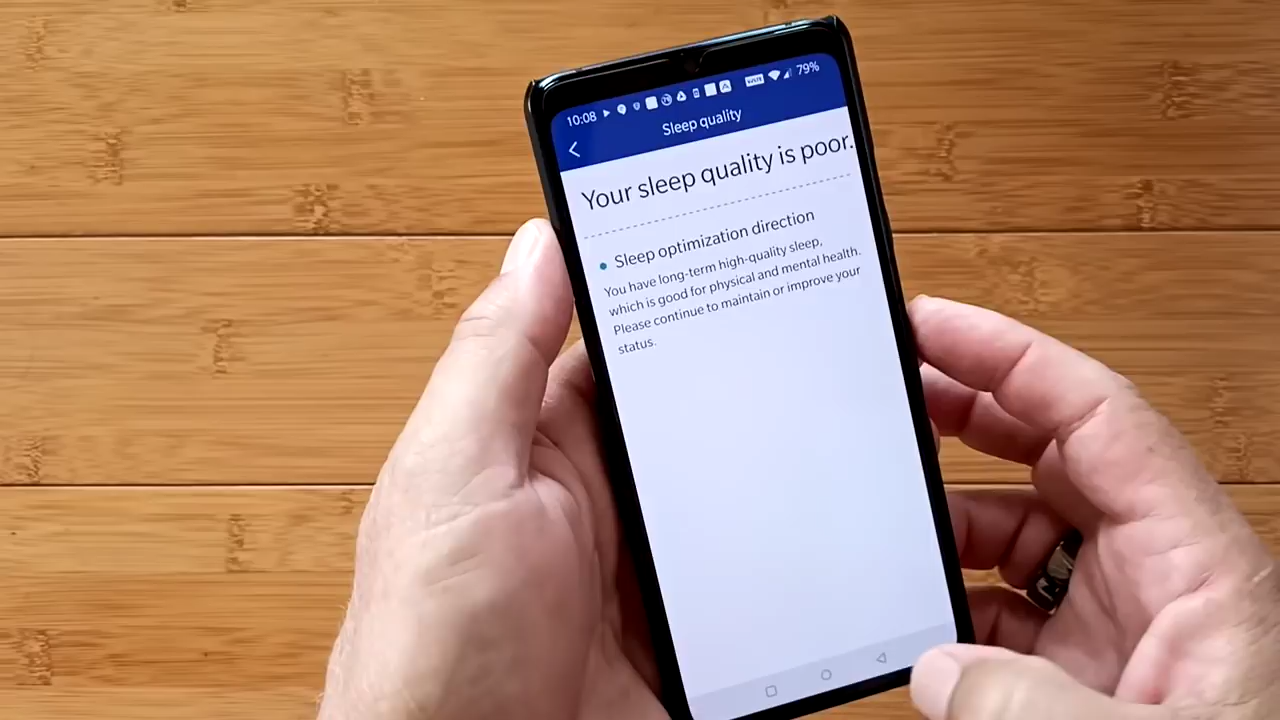 10:08 79%
Sleep quality
Your sleep quality is poor.
Sleep optimization direction
You have long-term high-quality sleep,
which is good for physical and mental health.
Please continue to maintain or improve your
status.